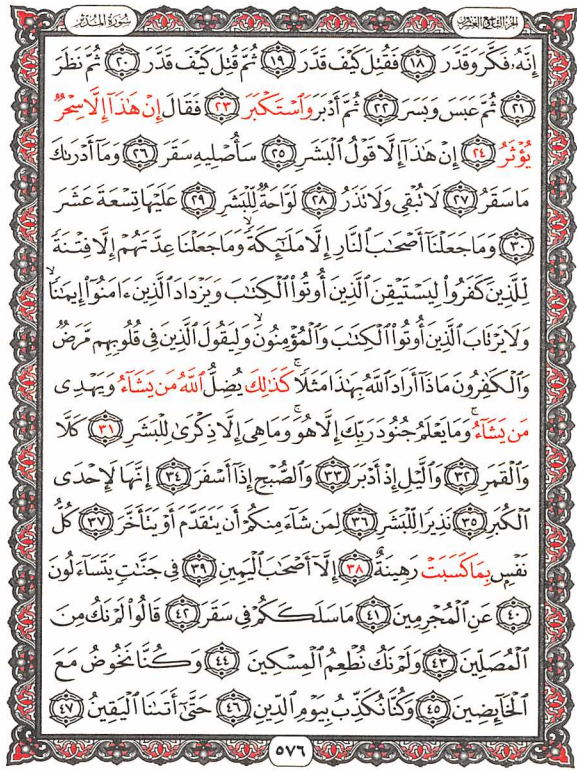 الجزء التاسع والعشرون
سورة المدثر
إِنَّهُۥ فَكَّرَ وَقَدَّرَ ﴿١٨﴾ فَقُتِلَ كَيْفَ قَدَّرَ ﴿١٩﴾ ثُمَّ قُتِلَ كَيْفَ قَدَّرَ ﴿٢٠﴾ ثُمَّ نَظَرَ
﴿٢١﴾ ثُمَّ عَبَسَ وَبَسَرَ ﴿٢٢﴾ ثُمَّ أَدْبَرَ وَٱسْتَكْبَرَ ﴿٢٣﴾ فَقَالَ إِنْ هَٰذَآ إِلَّا سِحْرٌ
يُؤْثَرُ ﴿٢٤﴾ إِنْ هَٰذَآ إِلَّا قَوْلُ ٱلْبَشَرِ ﴿٢٥﴾ سَأُصْلِيهِ سَقَرَ ﴿٢٦﴾ وَمَآ أَدْرَىٰكَ
مَا سَقَرُ ﴿٢٧﴾ لَا تُبْقِى وَلَا تَذَرُ ﴿٢٨﴾ لَوَّاحَةٌ لِّلْبَشَرِ ﴿٢٩﴾ عَلَيْهَا تِسْعَةَ عَشَرَ
﴿٣٠﴾ وَمَا جَعَلْنَآ أَصْحَٰبَ ٱلنَّارِ إِلَّا مَلَٰٓئِكَةً ۙ وَمَا جَعَلْنَا عِدَّتَهُمْ إِلَّا فِتْنَةً
لِّلَّذِينَ كَفَرُوا۟ لِيَسْتَيْقِنَ ٱلَّذِينَ أُوتُوا۟ ٱلْكِتَٰبَ وَيَزْدَادَ ٱلَّذِينَ ءَامَنُوٓا۟ إِيمَٰنًا ۙ
وَلَا يَرْتَابَ ٱلَّذِينَ أُوتُوا۟ ٱلْكِتَٰبَ وَٱلْمُؤْمِنُونَ ۙ وَلِيَقُولَ ٱلَّذِينَ فِى قُلُوبِهِم مَّرَضٌ
وَٱلْكَٰفِرُونَ مَاذَآ أَرَادَ ٱللَّهُ بِهَٰذَا مَثَلًا ۚ كَذَٰلِكَ يُضِلُّ ٱللَّهُ مَن يَشَآءُ وَيَهْدِى
مَن يَشَآءُ ۚ وَمَا يَعْلَمُ جُنُودَ رَبِّكَ إِلَّا هُوَ ۚ وَمَا هِىَ إِلَّا ذِكْرَىٰ لِلْبَشَرِ ﴿٣١﴾ كَلَّا
وَٱلْقَمَرِ ﴿٣٢﴾ وَٱلَّيْلِ إِذْ أَدْبَرَ ﴿٣٣﴾ وَٱلصُّبْحِ إِذَآ أَسْفَرَ ﴿٣٤﴾ إِنَّهَا لَإِحْدَى
ٱلْكُبَرِ ﴿٣٥﴾ نَذِيرًا لِّلْبَشَرِ ﴿٣٦﴾ لِمَن شَآءَ مِنكُمْ أَن يَتَقَدَّمَ أَوْ يَتَأَخَّرَ ﴿٣٧﴾ كُلُّ
نَفْسٍۭ بِمَا كَسَبَتْ رَهِينَةٌ ﴿٣٨﴾ إِلَّآ أَصْحَٰبَ ٱلْيَمِينِ ﴿٣٩﴾ فِى جَنَّٰتٍ يَتَسَآءَلُونَ
﴿٤٠﴾ عَنِ ٱلْمُجْرِمِينَ ﴿٤١﴾ مَا سَلَكَكُمْ فِى سَقَرَ ﴿٤٢﴾ قَالُوا۟ لَمْ نَكُ مِنَ
ٱلْمُصَلِّينَ ﴿٤٣﴾ وَلَمْ نَكُ نُطْعِمُ ٱلْمِسْكِينَ ﴿٤٤﴾ وَكُنَّا نَخُوضُ مَعَ
ٱلْخَآئِضِينَ ﴿٤٥﴾ وَكُنَّا نُكَذِّبُ بِيَوْمِ ٱلدِّينِ ﴿٤٦﴾ حَتَّىٰٓ أَتَىٰنَا ٱلْيَقِينُ ﴿٤٧﴾
٥٧٦